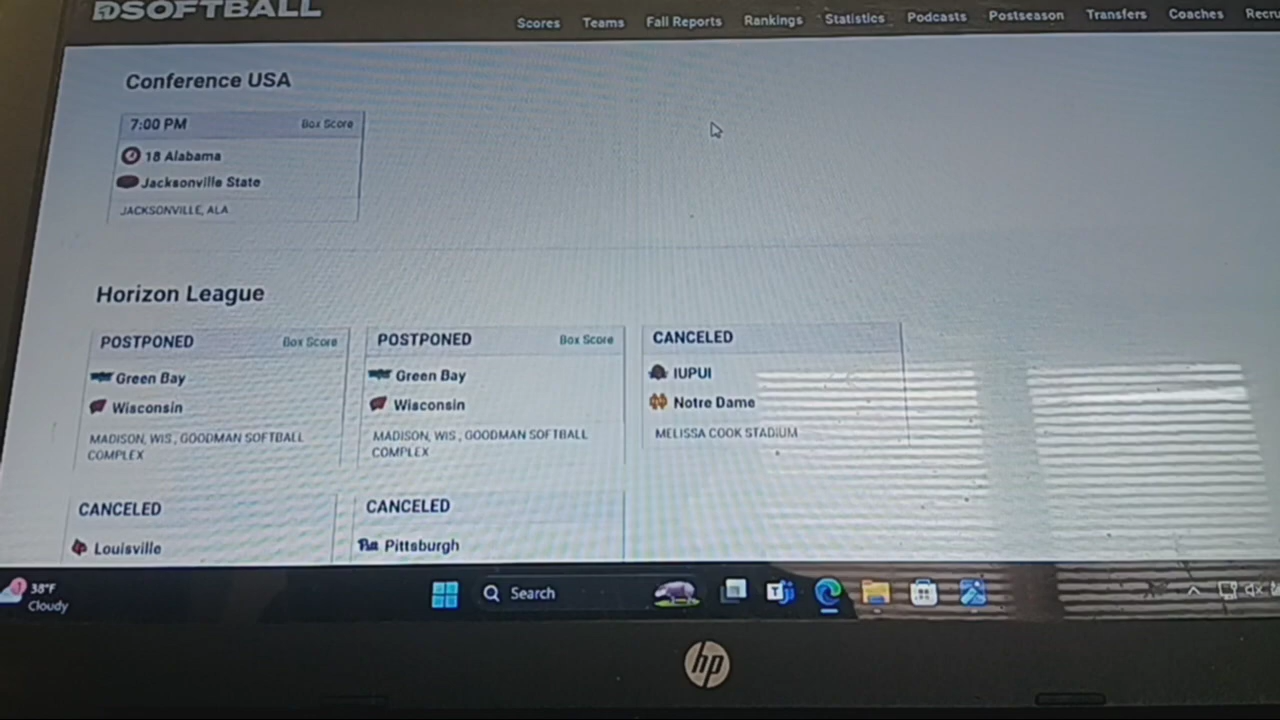 DSOFTBALL
Scores Teams Fall Reports Rankings Statistics Podcasts Postseason Transfers Coaches
Conference USA
7:00 PM Box Score
18 Alabama
Jacksonville State
JACKSONVILLE, ALA
Horizon League
POSTPONED Box Score
Green Bay
Wisconsin
MADISON, WIS , GOODMAN SOFTBALL
COMPLEX
POSTPONED Box Score
Green Bay
Wisconsin
MADISON, WIS , GOODMAN SOFTBALL
COMPLEX
CANCELED
IUPUI
Notre Dame
MELISSA COOK STADIUM
CANCELED
Louisville
CANCELED
Pitt Pittsburgh
1 38°F
Cloudy
Search
T
hp